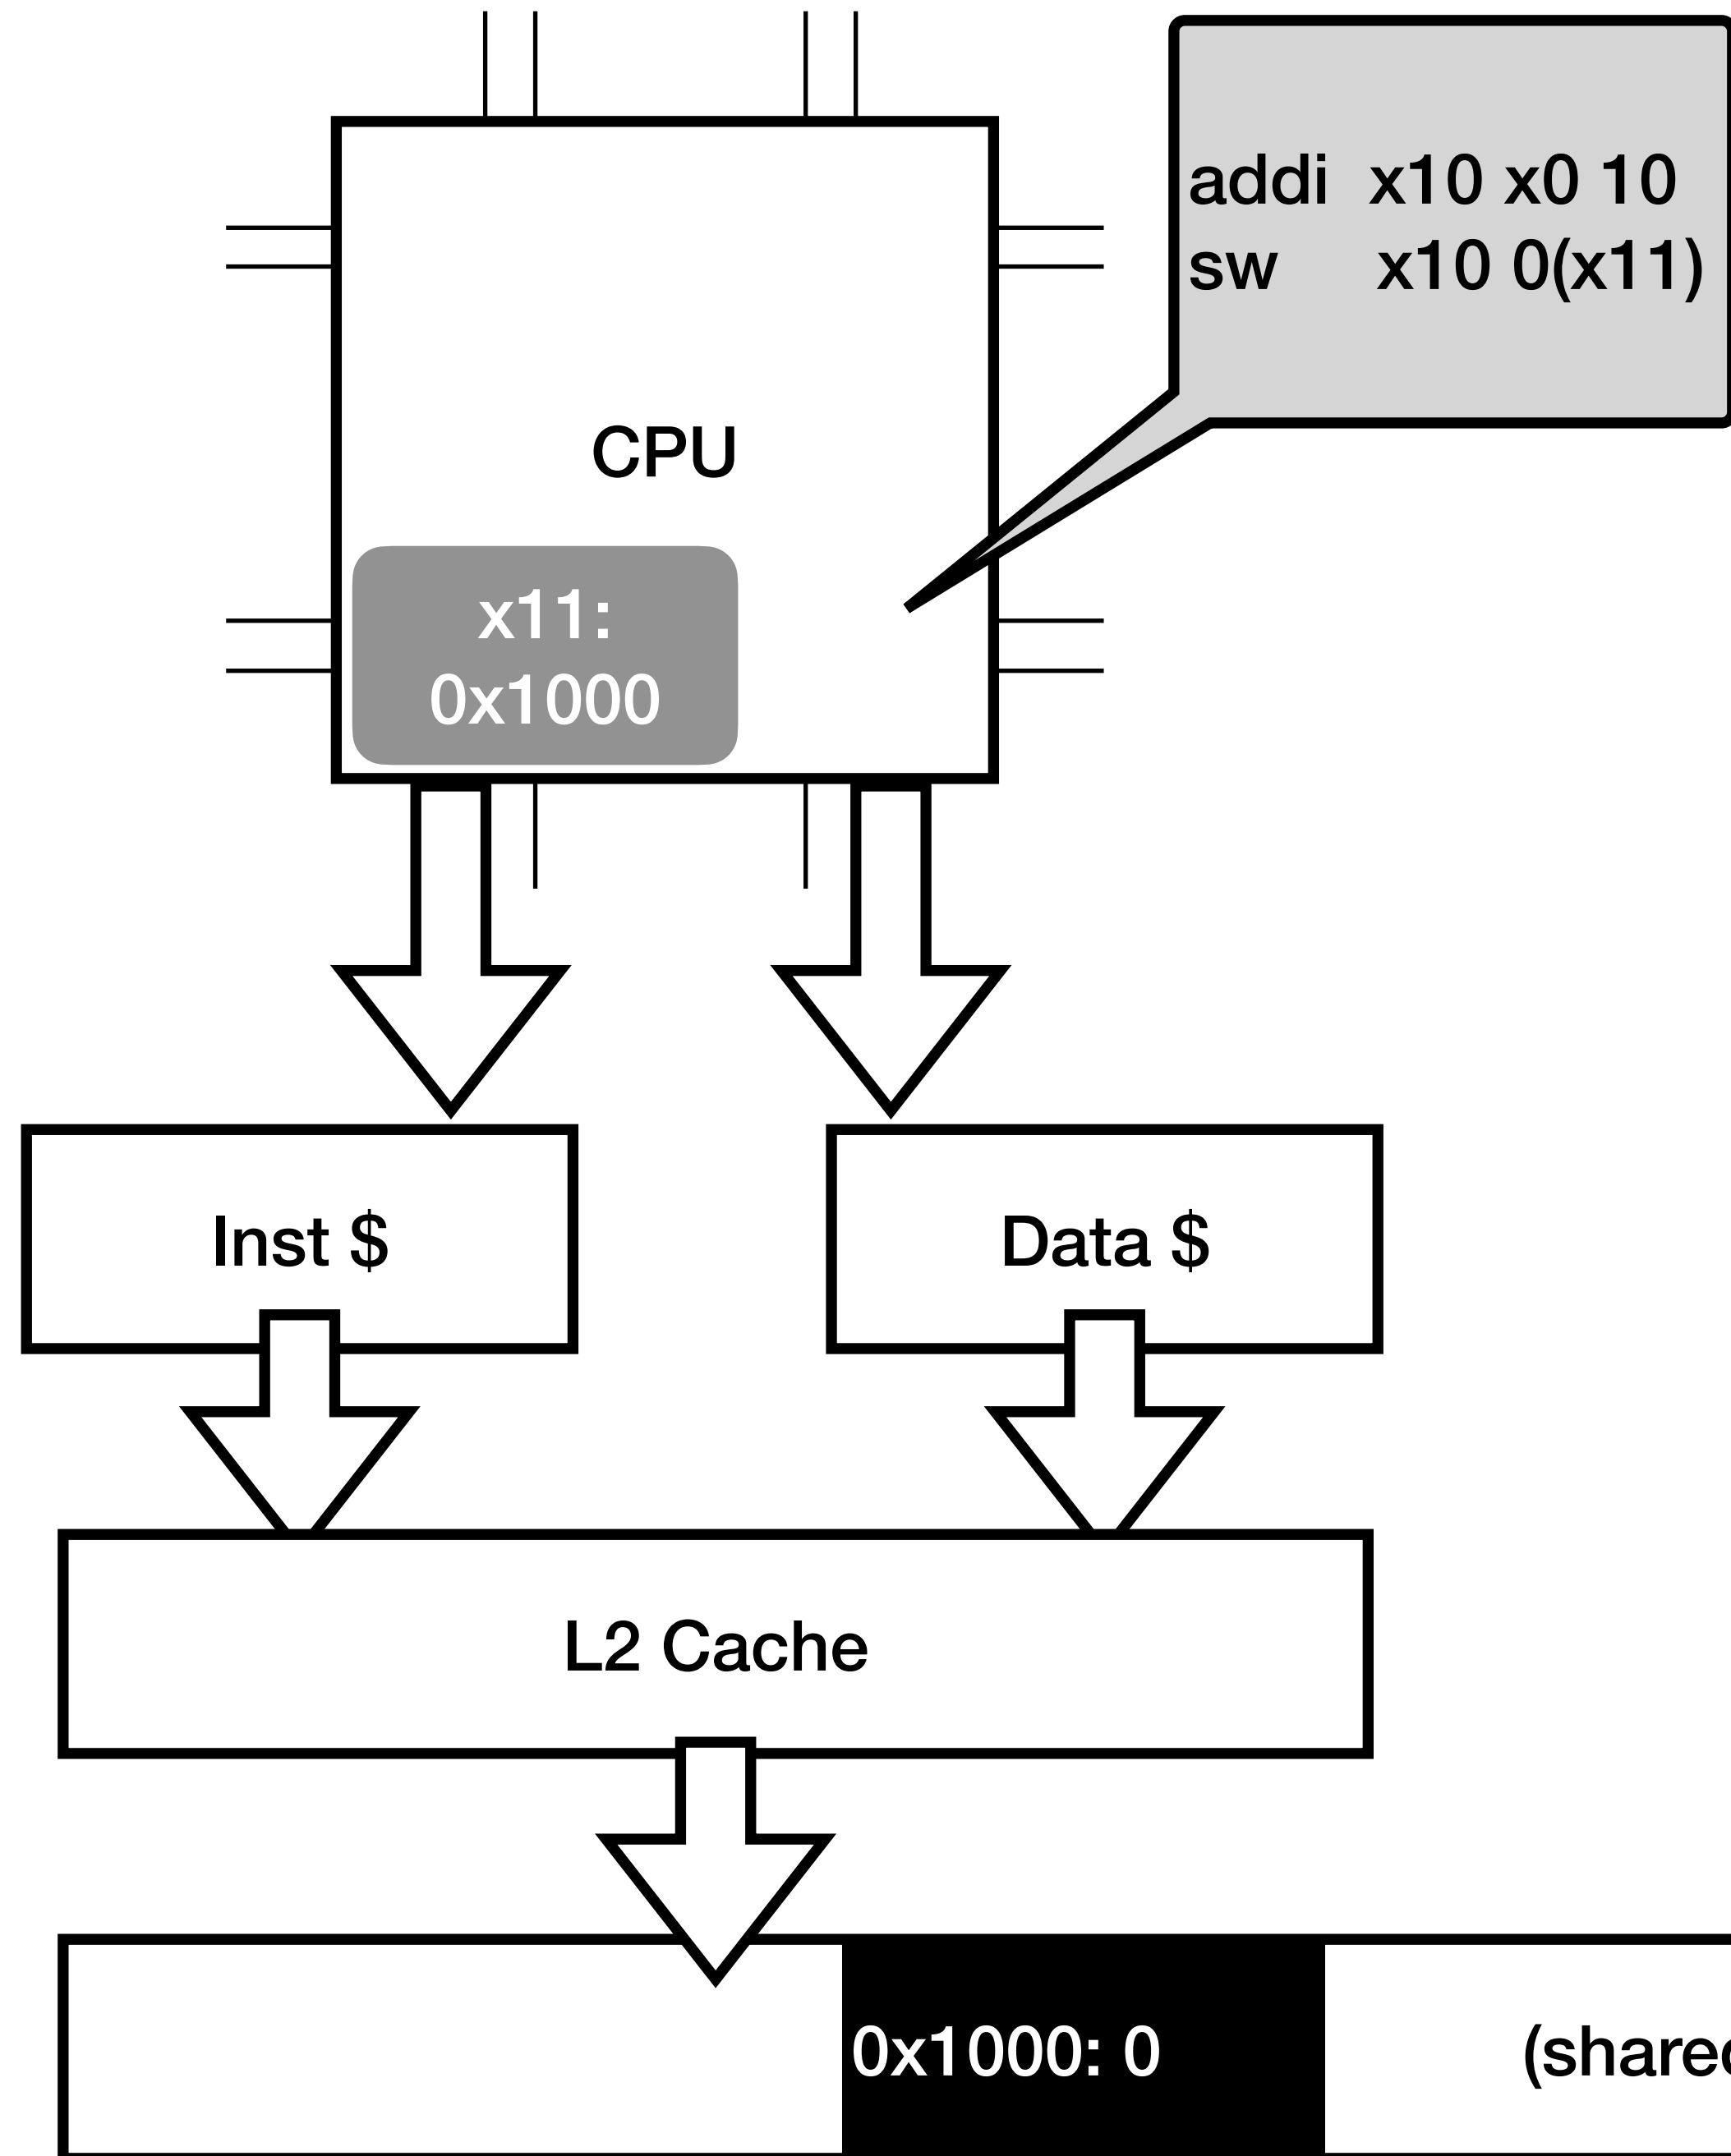 addi x10 x0 10
sw x10 0(x11)
CPU
x11:
0x1000
Inst $
Data $
L2 Cache
0x1000: 0